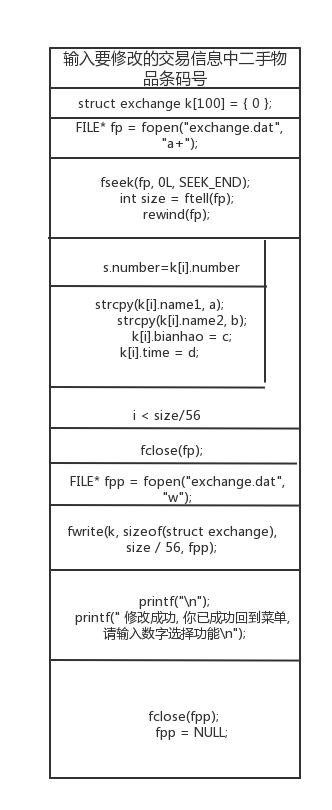 输入要修改的交易信息中二手物
品条码号
struct exchange k[100] = { 0 };
FILE* fp = fopen("exchange.dat",
"a+");
fseek(fp, 0L, SEEK_END);
int size = ftell(fp);
rewind(fp);
s.number=k[i].number
strcpy(k[i].name1, a);
strcpy(k[i].name2, b);
k[i].bianhao = c;
k[i].time = d;
i < size/56
fclose(fp);
FILE* fpp = fopen("exchange.dat",
"w");
fwrite(k, sizeof(struct exchange),
size / 56, fpp);
printf("\n");
printf(" 修改成功, 你已成功回到菜单,
请输入数字选择功能\n");
fclose(fpp);
fpp = NULL;